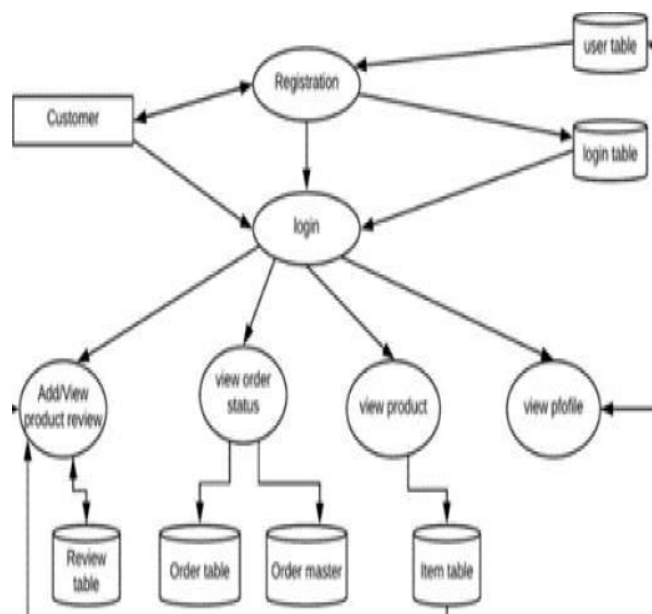 user table
Registration
Customer
login table
login
Add/View
product review
view order
status
view product
view pfofile
Review
table
Order table
Order master
Item table